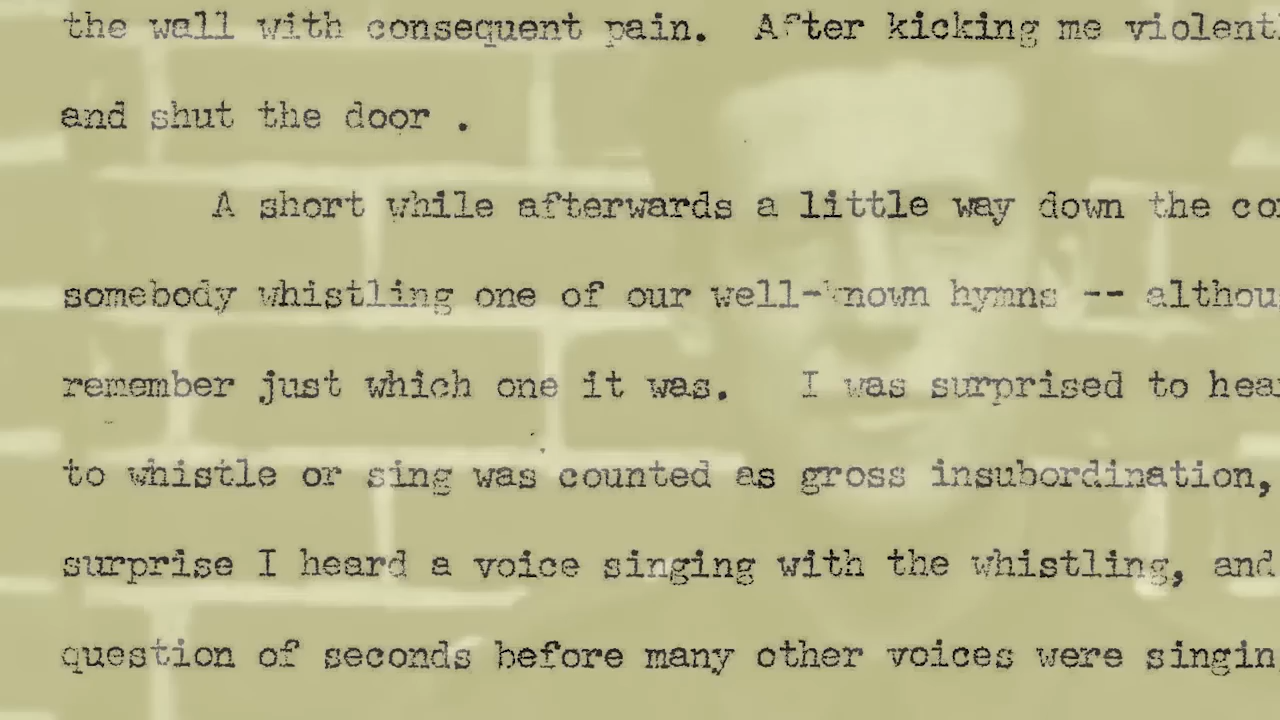 the wall with consequent pain. After kicking me violent
and shut the door .
A short while afterwards a little way down the co
somebody whistling one of our well-known hymns -- althou
remember just which one it was. I was surprised to hea
to whistle or sing was counted as gross insubordination,
surprise I heard a voice singing with the whistling, and
question of seconds before many other voices were singin